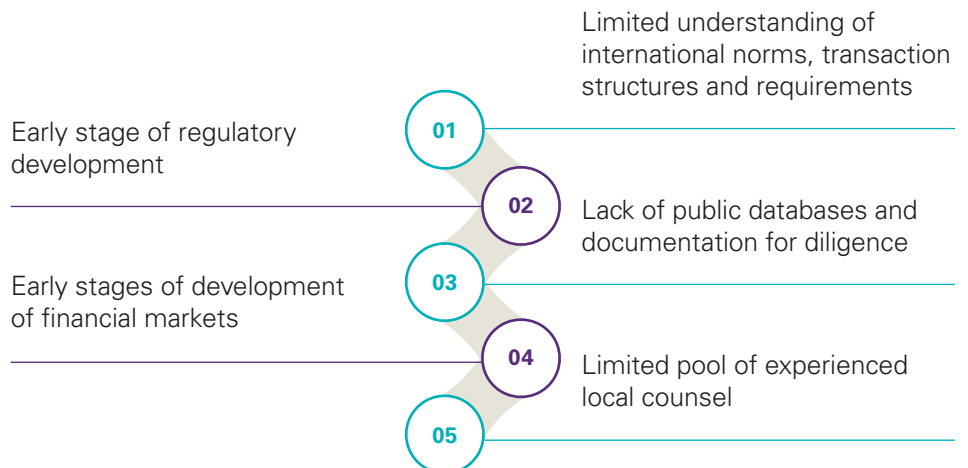 Limited understanding of
international norms, transaction
structures and requirements
01
Early stage of regulatory
development
02
Lack of public databases and
documentation for diligence
03
Early stages of development
of financial markets
04
Limited pool of experienced
local counsel
05